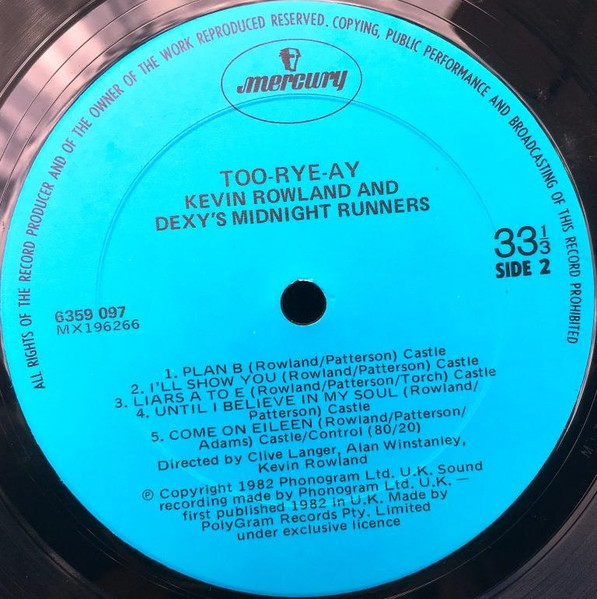 ALL RIGHTS OF THE RECORD PRODUCER AND OF THE OWNER OF THE WORK REPRODUCED RESERVED. COPYING, PUBLIC PERFORMANCE AND BROADCASTING OF THIS RECORD PROHIBITED
mercury
TOO-RYE-AY
KEVIN ROWLAND AND
DEXY'S MIDNIGHT RUNNERS
33 1/3
SIDE 2
6359 097
MX196266
1. PLAN B (Rowland/Patterson) Castle
2. I'LL SHOW YOU (Rowland/Patterson) Castle
3. LIARS A TO E (Rowland/Patterson/Torch) Castle
4. UNTIL I BELIEVE IN MY SOUL (Rowland/
Patterson) Castle
5. COME ON EILEEN (Rowland/Patterson/
Adams) Castle/Control (80/20)
Directed by Clive Langer, Alan Winstanley,
Kevin Rowland
℗ Copyright 1982 Phonogram Ltd. U.K. Sound
recording made by Phonogram Ltd. U.K. —
first published 1982 in U.K. Made by
PolyGram Records Pty. Limited
under exclusive licence